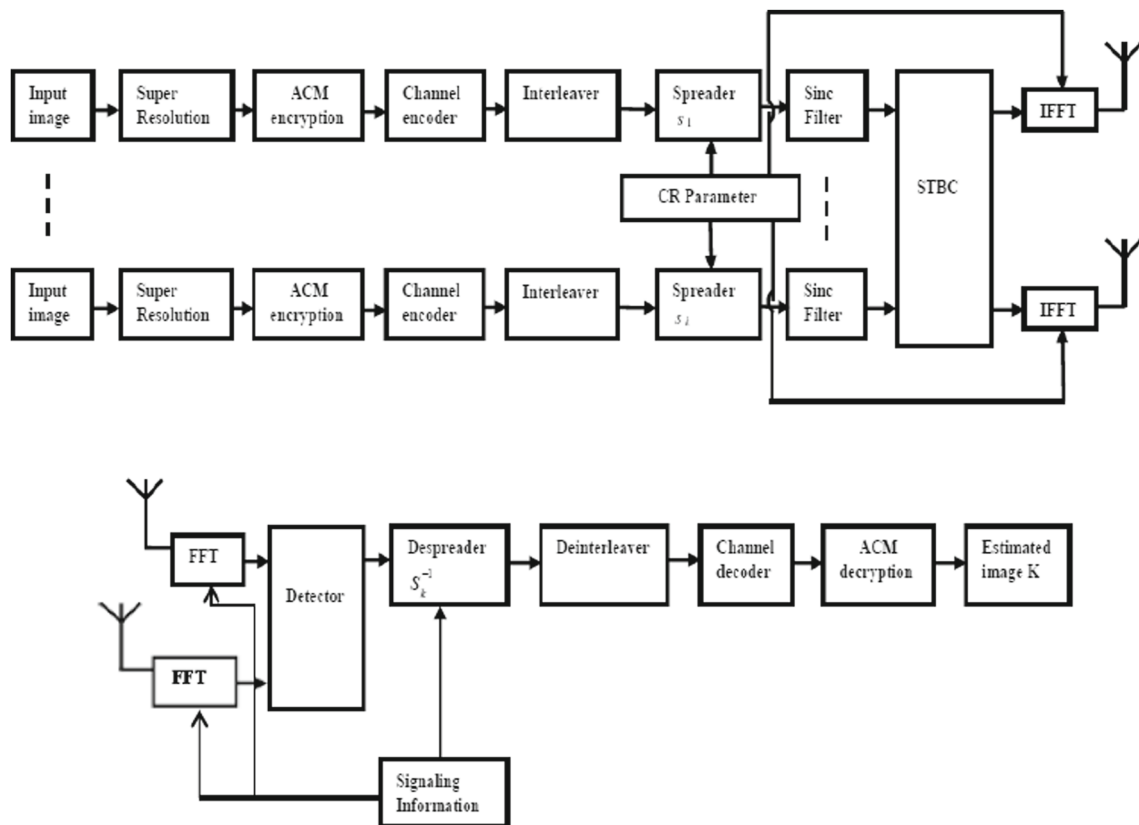 Input image
Super Resolution
ACM encryption
Channel encoder
Interleaver
Spreader s₁
Sinc Filter
STBC
IFFT
CR Parameter
Input image
Super Resolution
ACM encryption
Channel encoder
Interleaver
Spreader s_k
Sinc Filter
IFFT
FFT
Detector
Despreader S_k^-1
Deinterleaver
Channel decoder
ACM decryption
Estimated image K
FFT
Signaling Information